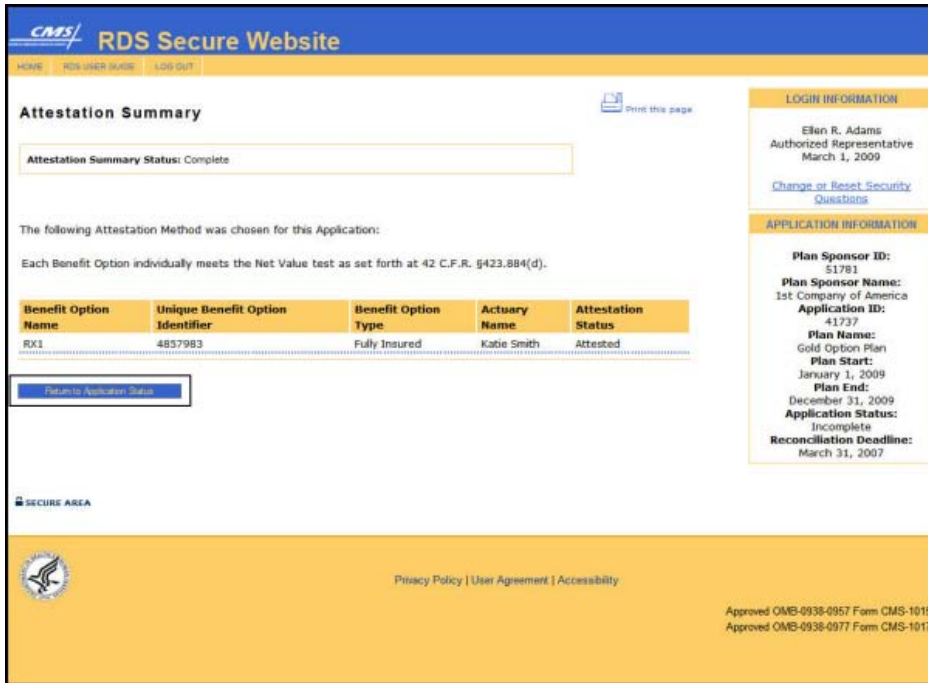 CMS/ RDS Secure Website
HOME RDS USER GUIDE LOG OUT
Attestation Summary
Print this page
Attestation Summary Status: Complete
The following Attestation Method was chosen for this Application:
Each Benefit Option individually meets the Net Value test as set forth at 42 C.F.R. §423.884(d).
Benefit Option Name Unique Benefit Option Identifier Benefit Option Type Actuary Name Attestation Status
RX1 4857983 Fully Insured Katie Smith Attested
Return to Application Status
SECURE AREA
LOGIN INFORMATION
Ellen R. Adams
Authorized Representative
March 1, 2009
Change or Reset Security
Questions
APPLICATION INFORMATION
Plan Sponsor ID:
51781
Plan Sponsor Name:
1st Company of America
Application ID:
41737
Plan Name:
Gold Option Plan
Plan Start:
January 1, 2009
Plan End:
December 31, 2009
Application Status:
Incomplete
Reconciliation Deadline:
March 31, 2007
Privacy Policy | User Agreement | Accessibility
Approved OMB-0938-0957 Form CMS-1015
Approved OMB-0938-0977 Form CMS-1017